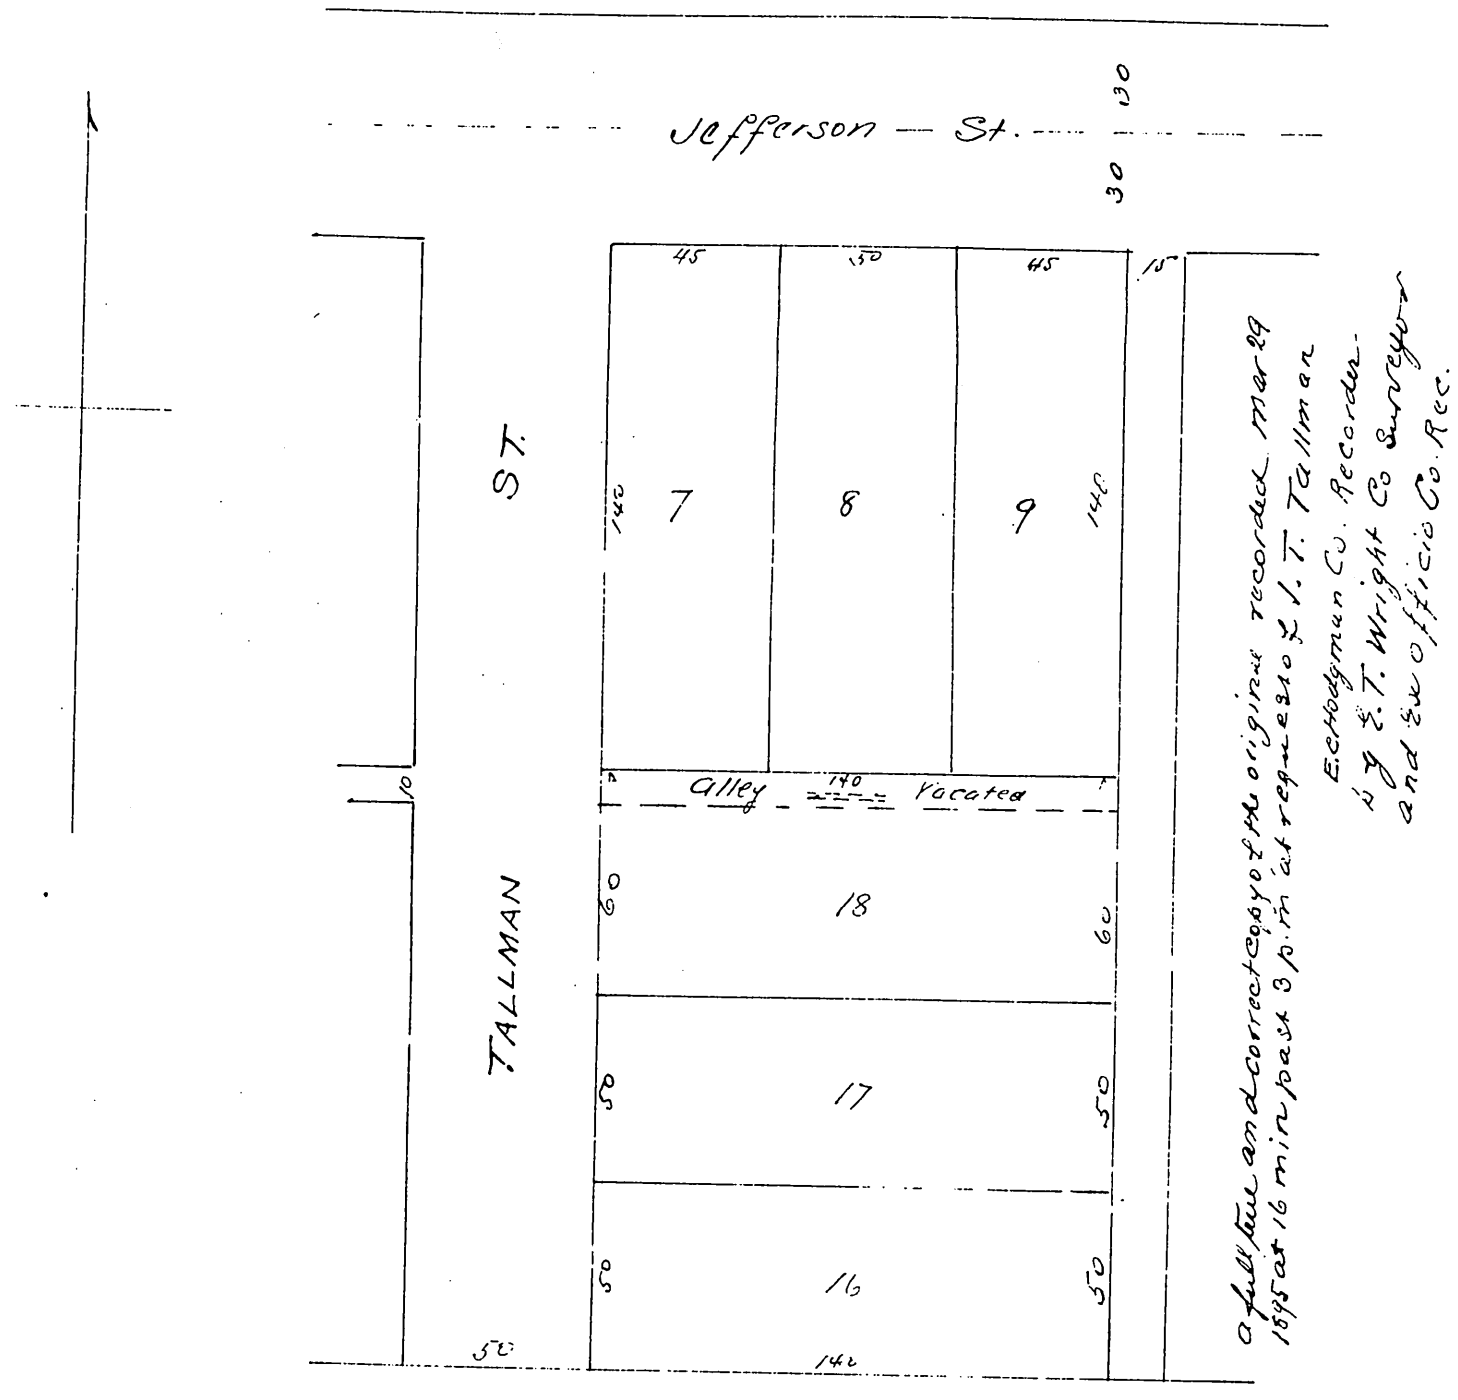 Jefferson — St.
30
30
45
50
45
15
ST.
TALLMAN
140
7
8
9
140
10
alley 140 Vacated
60
18
60
50
17
50
50
16
50
50
140
a full true and correct copy of the original recorded Mar 29
1895 at 16 min past 3 p.m at request of I. T. Tallman
E.C. Hodgman Co. Recorder.
E. T. Wright Co Surveyor
and Ex Officio Co. Rec.